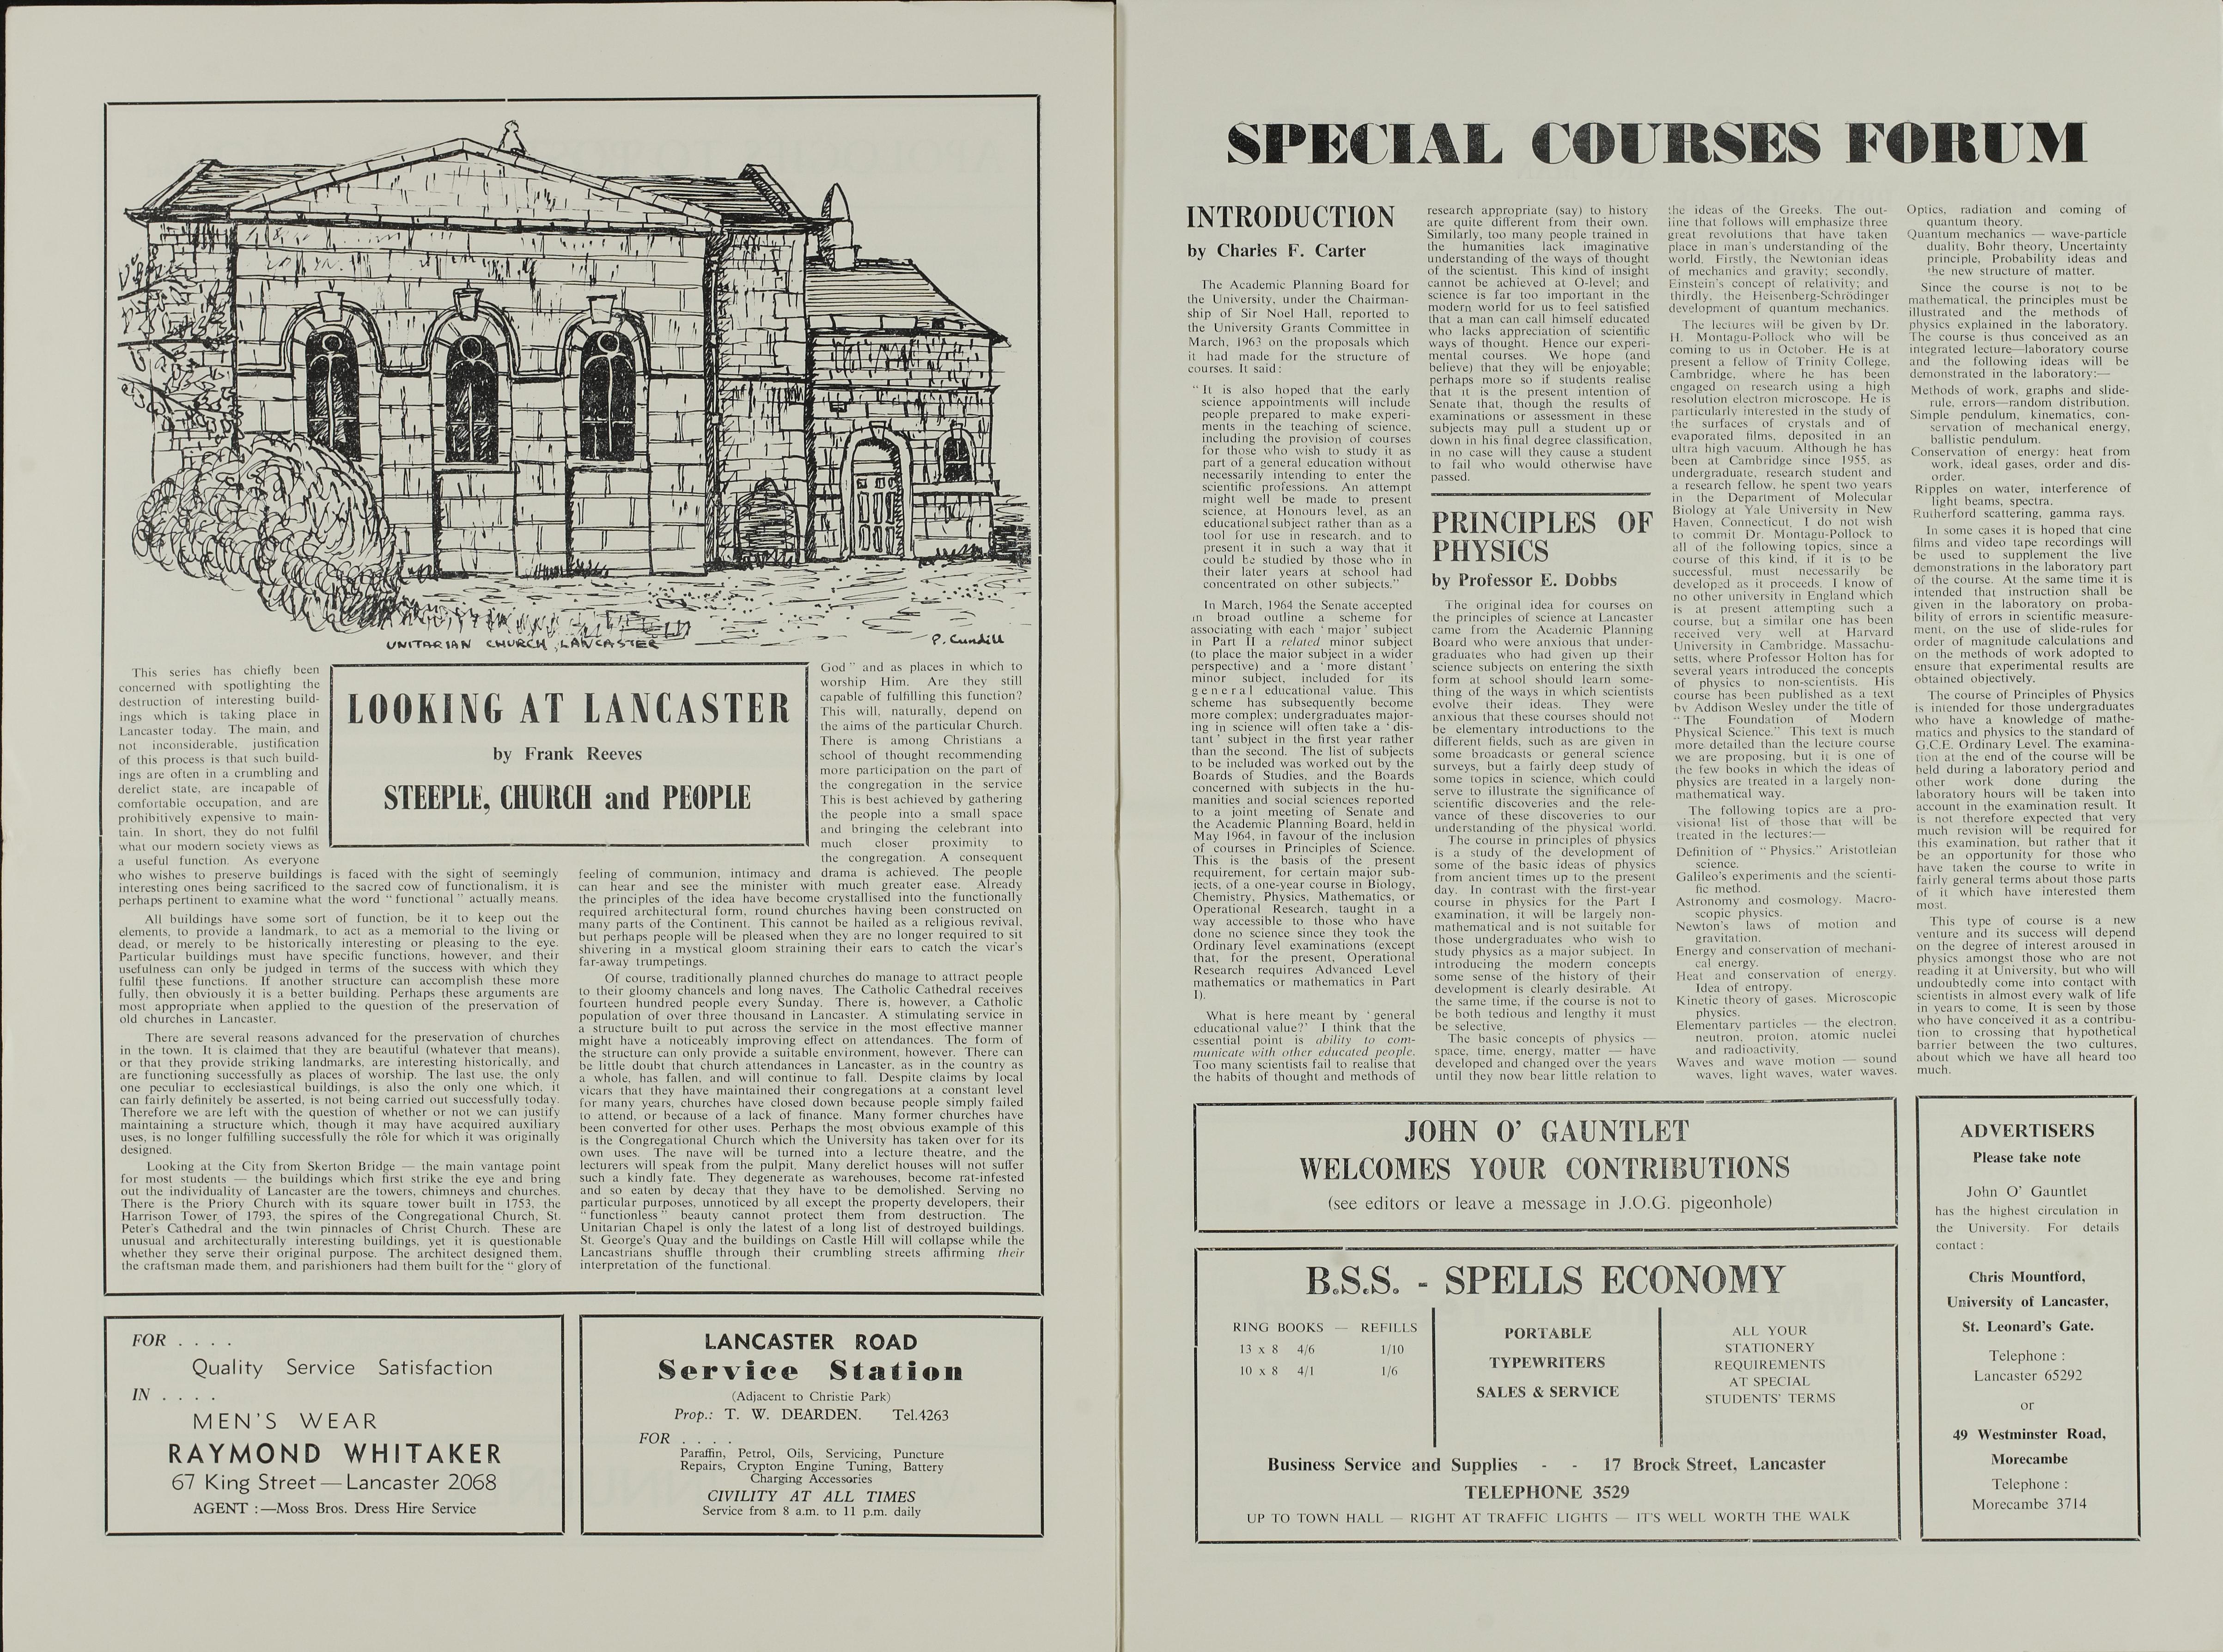 UNITARIAN CHURCH, LANCASTER
P. Cundill
LOOKING AT LANCASTER
by Frank Reeves
STEEPLE, CHURCH and PEOPLE
This series has chiefly been
concerned with spotlighting the
destruction of interesting build-
ings which is taking place in
Lancaster today. The main, and
not inconsiderable, justification
of this process is that such build-
ings are often in a crumbling and
derelict state, are incapable of
comfortable occupation, and are
prohibitively expensive to main-
tain. In short, they do not fulfil
what our modern society views as
a useful function. As everyone
who wishes to preserve buildings is faced with the sight of seemingly
interesting ones being sacrificed to the sacred cow of functionalism, it is
perhaps pertinent to examine what the word " functional " actually means.
All buildings have some sort of function, be it to keep out the
elements, to provide a landmark, to act as a memorial to the living or
dead, or merely to be historically interesting or pleasing to the eye.
Particular buildings must have specific functions, however, and their
usefulness can only be judged in terms of the success with which they
fulfil these functions. If another structure can accomplish these more
fully, then obviously it is a better building. Perhaps these arguments are
most appropriate when applied to the question of the preservation of
old churches in Lancaster.
There are several reasons advanced for the preservation of churches
in the town. It is claimed that they are beautiful (whatever that means),
or that they provide striking landmarks, are interesting historically, and
are functioning successfully as places of worship. The last use, the only
one peculiar to ecclesiastical buildings, is also the only one which, it
can fairly definitely be asserted, is not being carried out successfully today.
Therefore we are left with the question of whether or not we can justify
maintaining a structure which, though it may have acquired auxiliary
uses, is no longer fulfilling successfully the rôle for which it was originally
designed.
Looking at the City from Skerton Bridge — the main vantage point
for most students — the buildings which first strike the eye and bring
out the individuality of Lancaster are the towers, chimneys and churches.
There is the Priory Church with its square tower built in 1753, the
Harrison Tower of 1793, the spires of the Congregational Church, St.
Peter's Cathedral and the twin pinnacles of Christ Church. These are
unusual and architecturally interesting buildings, yet it is questionable
whether they serve their original purpose. The architect designed them,
the craftsman made them, and parishioners had them built for the " glory of
God " and as places in which to
worship Him. Are they still
capable of fulfilling this function?
This will, naturally, depend on
the aims of the particular Church.
There is among Christians a
school of thought recommending
more participation on the part of
the congregation in the service
This is best achieved by gathering
the people into a small space
and bringing the celebrant into
much closer proximity to
the congregation. A consequent
feeling of communion, intimacy and drama is achieved. The people
can hear and see the minister with much greater ease. Already
the principles of the idea have become crystallised into the functionally
required architectural form, round churches having been constructed on
many parts of the Continent. This cannot be hailed as a religious revival,
but perhaps people will be pleased when they are no longer required to sit
shivering in a mystical gloom straining their ears to catch the vicar's
far-away trumpetings.
Of course, traditionally planned churches do manage to attract people
to their gloomy chancels and long naves. The Catholic Cathedral receives
fourteen hundred people every Sunday. There is, however, a Catholic
population of over three thousand in Lancaster. A stimulating service in
a structure built to put across the service in the most effective manner
might have a noticeably improving effect on attendances. The form of
the structure can only provide a suitable environment, however. There can
be little doubt that church attendances in Lancaster, as in the country as
a whole, has fallen, and will continue to fall. Despite claims by local
vicars that they have maintained their congregations at a constant level
for many years, churches have closed down because people simply failed
to attend, or because of a lack of finance. Many former churches have
been converted for other uses. Perhaps the most obvious example of this
is the Congregational Church which the University has taken over for its
own uses. The nave will be turned into a lecture theatre, and the
lecturers will speak from the pulpit. Many derelict houses will not suffer
such a kindly fate. They degenerate as warehouses, become rat-infested
and so eaten by decay that they have to be demolished. Serving no
particular purposes, unnoticed by all except the property developers, their
" functionless " beauty cannot protect them from destruction. The
Unitarian Chapel is only the latest of a long list of destroyed buildings.
St. George's Quay and the buildings on Castle Hill will collapse while the
Lancastrians shuffle through their crumbling streets affirming their
interpretation of the functional.
FOR . . . .
Quality Service Satisfaction
IN . . . .
MEN'S WEAR
RAYMOND WHITAKER
67 King Street — Lancaster 2068
AGENT :—Moss Bros. Dress Hire Service
LANCASTER ROAD
Service Station
(Adjacent to Christie Park)
Prop.: T. W. DEARDEN. Tel.4263
FOR . . . .
Paraffin, Petrol, Oils, Servicing, Puncture
Repairs, Crypton Engine Tuning, Battery
Charging Accessories
CIVILITY AT ALL TIMES
Service from 8 a.m. to 11 p.m. daily
SPECIAL COURSES FORUM
INTRODUCTION
by Charles F. Carter
The Academic Planning Board for
the University, under the Chairman-
ship of Sir Noel Hall, reported to
the University Grants Committee in
March, 1963 on the proposals which
it had made for the structure of
courses. It said:
" It is also hoped that the early
science appointments will include
people prepared to make experi-
ments in the teaching of science,
including the provision of courses
for those who wish to study it as
part of a general education without
necessarily intending to enter the
scientific professions. An attempt
might well be made to present
science, at Honours level, as an
educational subject rather than as a
tool for use in research, and to
present it in such a way that it
could be studied by those who in
their later years at school had
concentrated on other subjects."
In March, 1964 the Senate accepted
in broad outline a scheme for
associating with each ' major ' subject
in Part II a related minor subject
(to place the major subject in a wider
perspective) and a ' more distant '
minor subject, included for its
general educational value. This
scheme has subsequently become
more complex; undergraduates major-
ing in science will often take a ' dis-
tant ' subject in the first year rather
than the second. The list of subjects
to be included was worked out by the
Boards of Studies, and the Boards
concerned with subjects in the hu-
manities and social sciences reported
to a joint meeting of Senate and
the Academic Planning Board, held in
May 1964, in favour of the inclusion
of courses in Principles of Science.
This is the basis of the present
requirement, for certain major sub-
jects, of a one-year course in Biology,
Chemistry, Physics, Mathematics, or
Operational Research, taught in a
way accessible to those who have
done no science since they took the
Ordinary level examinations (except
that, for the present, Operational
Research requires Advanced Level
mathematics or mathematics in Part
I).
What is here meant by ' general
educational value?' I think that the
essential point is ability to com-
municate with other educated people.
Too many scientists fail to realise that
the habits of thought and methods of
research appropriate (say) to history
are quite different from their own.
Similarly, too many people trained in
the humanities lack imaginative
understanding of the ways of thought
of the scientist. This kind of insight
cannot be achieved at O-level; and
science is far too important in the
modern world for us to feel satisfied
that a man can call himself educated
who lacks appreciation of scientific
ways of thought. Hence our experi-
mental courses. We hope (and
believe) that they will be enjoyable;
perhaps more so if students realise
that it is the present intention of
Senate that, though the results of
examinations or assessment in these
subjects may pull a student up or
down in his final degree classification,
in no case will they cause a student
to fail who would otherwise have
passed.
PRINCIPLES OF
PHYSICS
by Professor E. Dobbs
The original idea for courses on
the principles of science at Lancaster
came from the Academic Planning
Board who were anxious that under-
graduates who had given up their
science subjects on entering the sixth
form at school should learn some-
thing of the ways in which scientists
evolve their ideas. They were
anxious that these courses should not
be elementary introductions to the
different fields, such as are given in
some broadcasts or general science
surveys, but a fairly deep study of
some topics in science, which could
serve to illustrate the significance of
scientific discoveries and the rele-
vance of these discoveries to our
understanding of the physical world.
The course in principles of physics
is a study of the development of
some of the basic ideas of physics
from ancient times up to the present
day. In contrast with the first-year
course in physics for the Part I
examination, it will be largely non-
mathematical and is not suitable for
those undergraduates who wish to
study physics as a major subject. In
introducing the modern concepts
some sense of the history of their
development is clearly desirable. At
the same time, if the course is not to
be both tedious and lengthy it must
be selective.
The basic concepts of physics —
space, time, energy, matter — have
developed and changed over the years
until they now bear little relation to
the ideas of the Greeks. The out-
line that follows will emphasize three
great revolutions that have taken
place in man's understanding of the
world. Firstly, the Newtonian ideas
of mechanics and gravity; secondly,
Einstein's concept of relativity; and
thirdly, the Heisenberg-Schrödinger
development of quantum mechanics.
The lectures will be given by Dr.
H. Montagu-Pollock who will be
coming to us in October. He is at
present a fellow of Trinity College,
Cambridge, where he has been
engaged on research using a high
resolution electron microscope. He is
particularly interested in the study of
the surfaces of crystals and of
evaporated films, deposited in an
ultra high vacuum. Although he has
been at Cambridge since 1955, as
undergraduate, research student and
a research fellow, he spent two years
in the Department of Molecular
Biology at Yale University in New
Haven, Connecticut. I do not wish
to commit Dr. Montagu-Pollock to
all of the following topics, since a
course of this kind, if it is to be
successful, must necessarily be
developed as it proceeds. I know of
no other university in England which
is at present attempting such a
course, but a similar one has been
received very well at Harvard
University in Cambridge, Massachu-
setts, where Professor Holton has for
several years introduced the concepts
of physics to non-scientists. His
course has been published as a text
by Addison Wesley under the title of
" The Foundation of Modern
Physical Science." This text is much
more detailed than the lecture course
we are proposing, but it is one of
the few books in which the ideas of
physics are treated in a largely non-
mathematical way.
The following topics are a pro-
visional list of those that will be
treated in the lectures:—
Definition of " Physics." Aristotleian
science.
Galileo's experiments and the scienti-
fic method.
Astronomy and cosmology. Macro-
scopic physics.
Newton's laws of motion and
gravitation.
Energy and conservation of mechani-
cal energy.
Heat and conservation of energy.
Idea of entropy.
Kinetic theory of gases. Microscopic
physics.
Elementary particles — the electron,
neutron, proton, atomic nuclei
and radioactivity.
Waves and wave motion — sound
waves, light waves, water waves.
Optics, radiation and coming of
quantum theory.
Quantum mechanics — wave-particle
duality, Bohr theory, Uncertainty
principle, Probability ideas and
the new structure of matter.
Since the course is not to be
mathematical, the principles must be
illustrated and the methods of
physics explained in the laboratory.
The course is thus conceived as an
integrated lecture—laboratory course
and the following ideas will be
demonstrated in the laboratory:—
Methods of work, graphs and slide-
rule, errors—random distribution.
Simple pendulum, kinematics, con-
servation of mechanical energy,
ballistic pendulum.
Conservation of energy: heat from
work, ideal gases, order and dis-
order.
Ripples on water, interference of
light beams, spectra.
Rutherford scattering, gamma rays.
In some cases it is hoped that cine
films and video tape recordings will
be used to supplement the live
demonstrations in the laboratory part
of the course. At the same time it is
intended that instruction shall be
given in the laboratory on proba-
bility of errors in scientific measure-
ment, on the use of slide-rules for
order of magnitude calculations and
on the methods of work adopted to
ensure that experimental results are
obtained objectively.
The course of Principles of Physics
is intended for those undergraduates
who have a knowledge of mathe-
matics and physics to the standard of
G.C.E. Ordinary Level. The examina-
tion at the end of the course will be
held during a laboratory period and
other work done during the
laboratory hours will be taken into
account in the examination result. It
is not therefore expected that very
much revision will be required for
this examination, but rather that it
be an opportunity for those who
have taken the course to write in
fairly general terms about those parts
of it which have interested them
most.
This type of course is a new
venture and its success will depend
on the degree of interest aroused in
physics amongst those who are not
reading it at University, but who will
undoubtedly come into contact with
scientists in almost every walk of life
in years to come. It is seen by those
who have conceived it as a contribu-
tion to crossing that hypothetical
barrier between the two cultures,
about which we have all heard too
much.
JOHN O' GAUNTLET
WELCOMES YOUR CONTRIBUTIONS
(see editors or leave a message in J.O.G. pigeonhole)
B.S.S. - SPELLS ECONOMY
RING BOOKS — REFILLS
13 x 8 4/6 1/10
10 x 8 4/1 1/6
PORTABLE
TYPEWRITERS
SALES & SERVICE
ALL YOUR
STATIONERY
REQUIREMENTS
AT SPECIAL
STUDENTS' TERMS
Business Service and Supplies - - 17 Brock Street, Lancaster
TELEPHONE 3529
UP TO TOWN HALL — RIGHT AT TRAFFIC LIGHTS — IT'S WELL WORTH THE WALK
ADVERTISERS
Please take note
John O' Gauntlet
has the highest circulation in
the University. For details
contact :
Chris Mountford,
University of Lancaster,
St. Leonard's Gate.
Telephone :
Lancaster 65292
or
49 Westminster Road,
Morecambe
Telephone :
Morecambe 3714